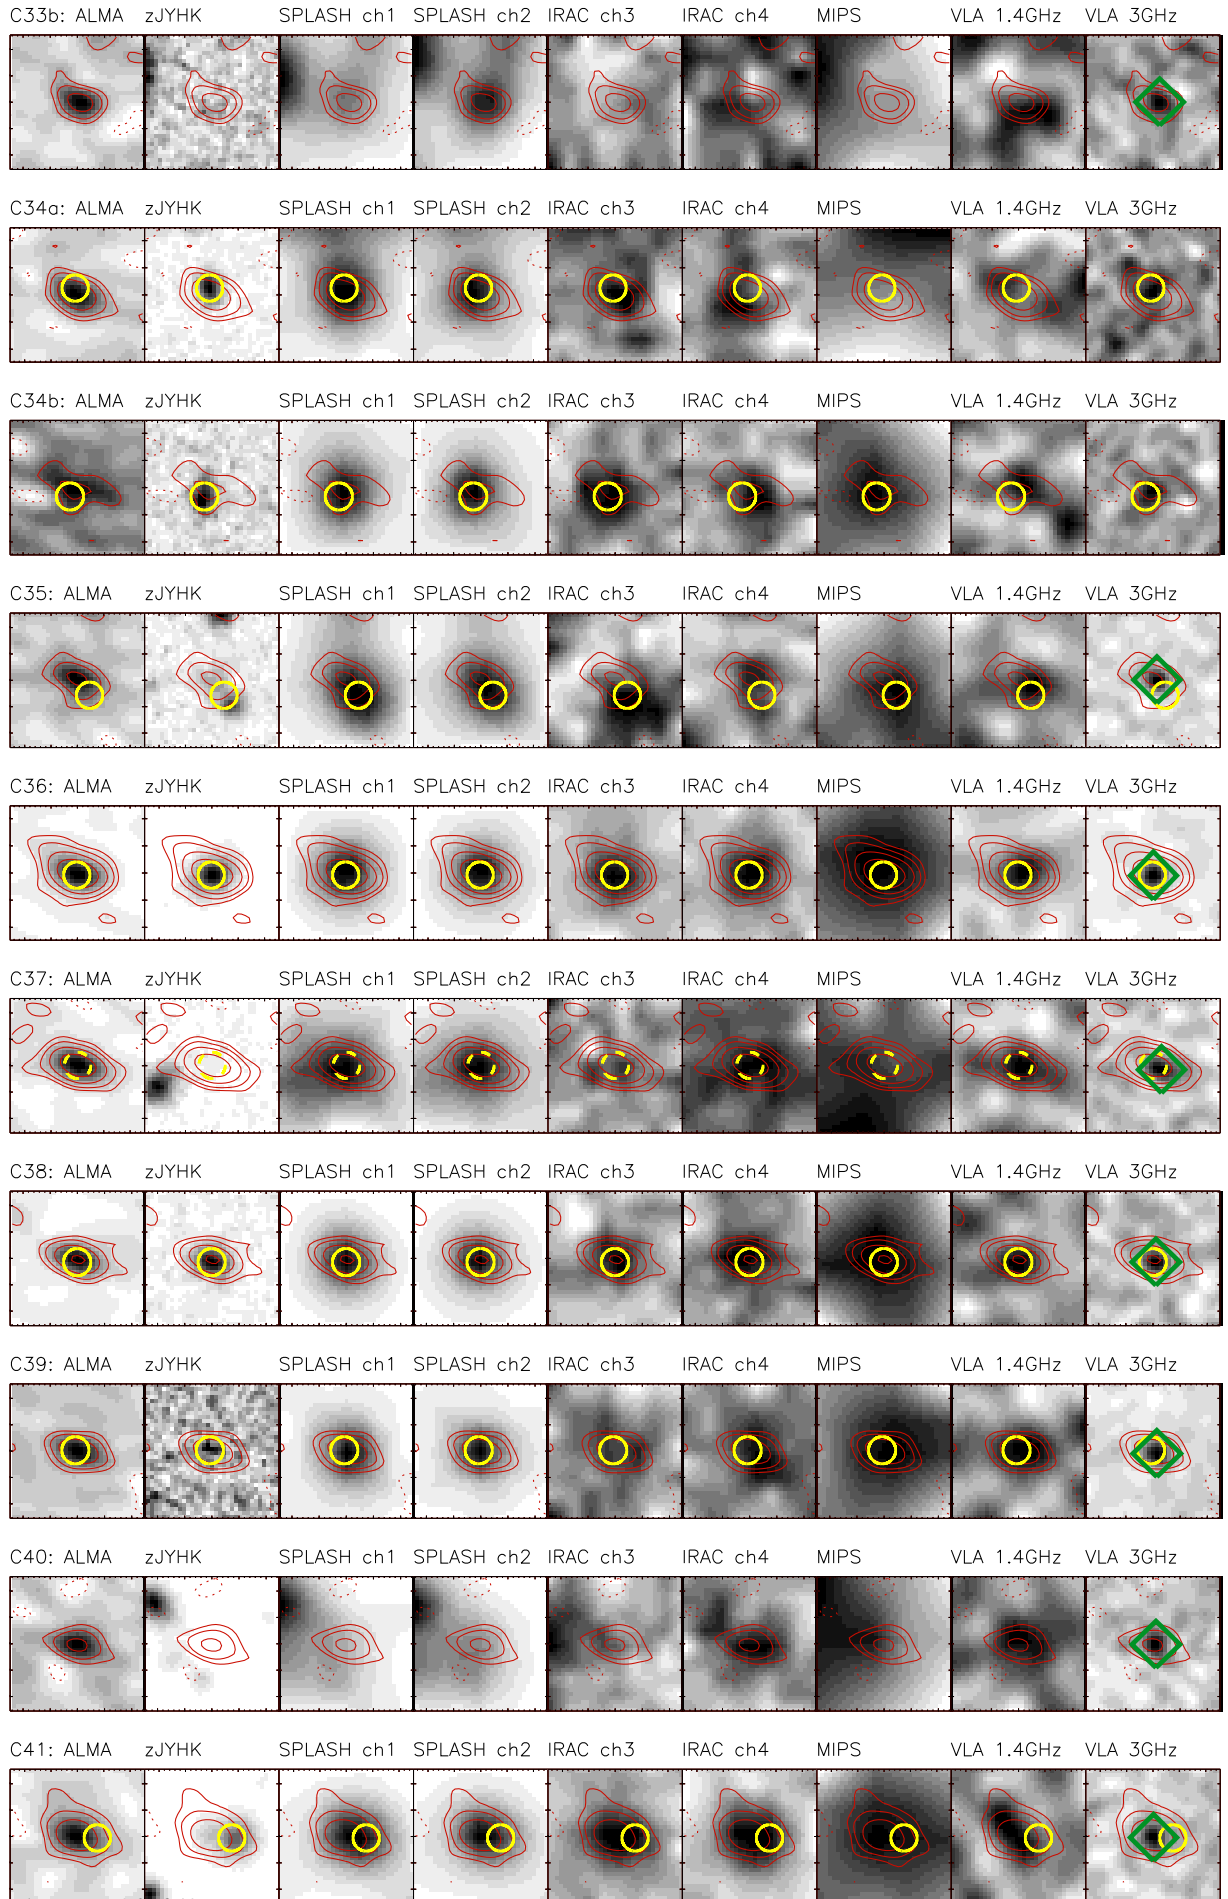 C33b: ALMA zJYHK SPLASH ch1 SPLASH ch2 IRAC ch3 IRAC ch4 MIPS VLA 1.4GHz VLA 3GHz
C34a: ALMA zJYHK SPLASH ch1 SPLASH ch2 IRAC ch3 IRAC ch4 MIPS VLA 1.4GHz VLA 3GHz
C34b: ALMA zJYHK SPLASH ch1 SPLASH ch2 IRAC ch3 IRAC ch4 MIPS VLA 1.4GHz VLA 3GHz
C35: ALMA zJYHK SPLASH ch1 SPLASH ch2 IRAC ch3 IRAC ch4 MIPS VLA 1.4GHz VLA 3GHz
C36: ALMA zJYHK SPLASH ch1 SPLASH ch2 IRAC ch3 IRAC ch4 MIPS VLA 1.4GHz VLA 3GHz
C37: ALMA zJYHK SPLASH ch1 SPLASH ch2 IRAC ch3 IRAC ch4 MIPS VLA 1.4GHz VLA 3GHz
C38: ALMA zJYHK SPLASH ch1 SPLASH ch2 IRAC ch3 IRAC ch4 MIPS VLA 1.4GHz VLA 3GHz
C39: ALMA zJYHK SPLASH ch1 SPLASH ch2 IRAC ch3 IRAC ch4 MIPS VLA 1.4GHz VLA 3GHz
C40: ALMA zJYHK SPLASH ch1 SPLASH ch2 IRAC ch3 IRAC ch4 MIPS VLA 1.4GHz VLA 3GHz
C41: ALMA zJYHK SPLASH ch1 SPLASH ch2 IRAC ch3 IRAC ch4 MIPS VLA 1.4GHz VLA 3GHz